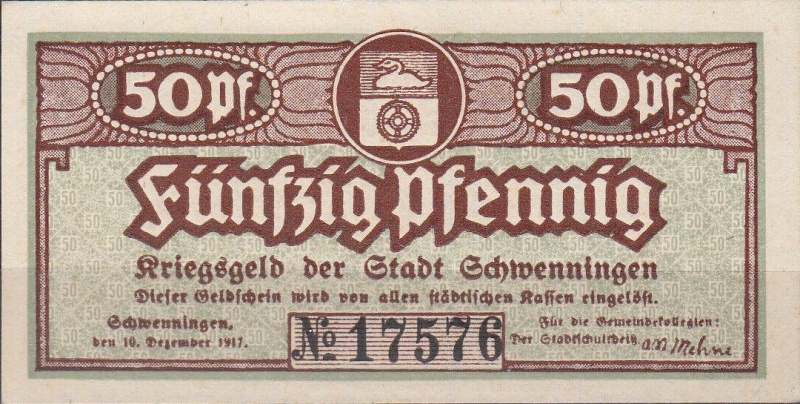 50 Pf. 50 Pf.
Fünfzig Pfennig
Kriegsgeld der Stadt Schwenningen
Dieser Geldschein wird von allen städtischen Kassen eingelöst.
Schwenningen,
den 10. Dezember 1917.
№ 17576
Für die Gemeindekollegien:
Der Stadtschultheiß